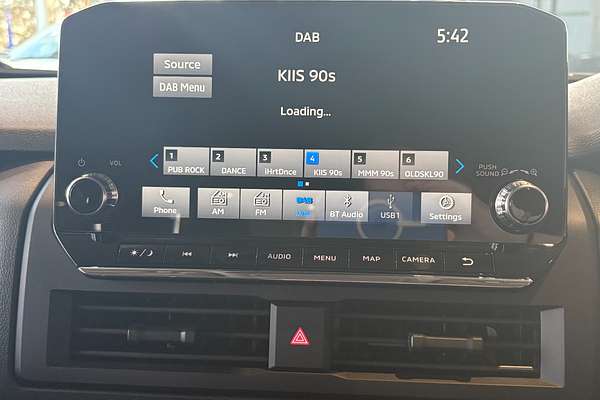 DAB
5:42
Source
KIIS 90s
DAB Menu
Loading...
1 2 3 4 5 6
PUB ROCK DANCE iHrtDnce KIIS 90s MMM 90s OLDSKL90
VOL
PUSH
SOUND
Phone AM FM DAB BT Audio USB1 Settings
AUDIO MENU MAP CAMERA